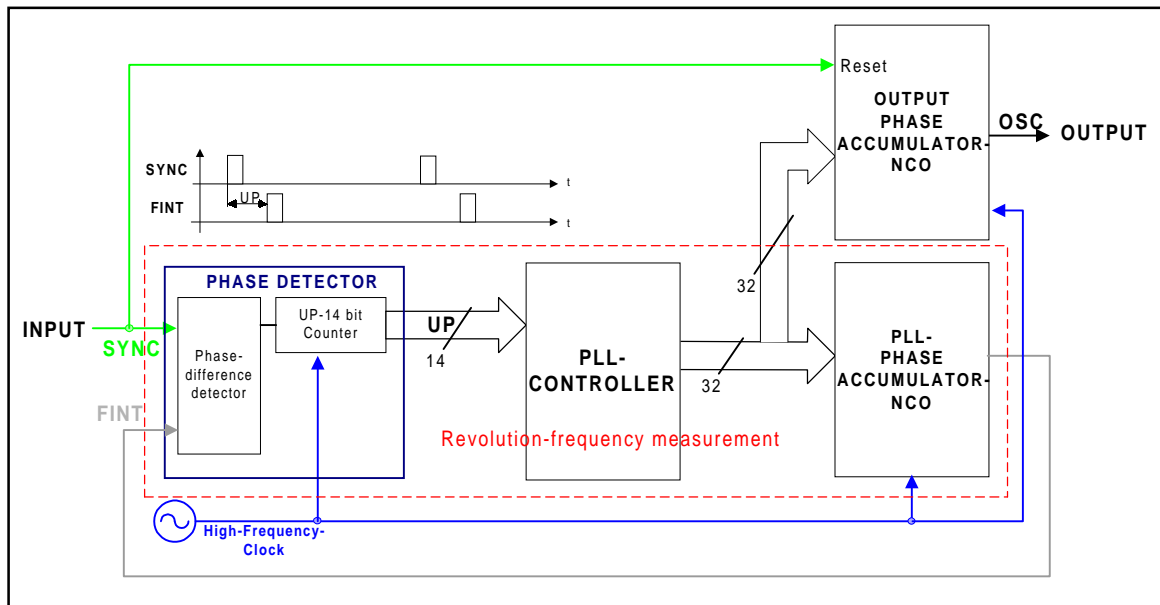 Reset
OUTPUT
PHASE
ACCUMULATOR-
NCO
OSC
OUTPUT
SYNC
t
UP
FINT
t
32
PHASE DETECTOR
UP-14 bit
Counter
UP
14
INPUT
SYNC
Phase-
difference
detector
PLL-
CONTROLLER
32
PLL-
PHASE
ACCUMULATOR-
NCO
FINT
Revolution-frequency measurement
High-Frequency-
Clock